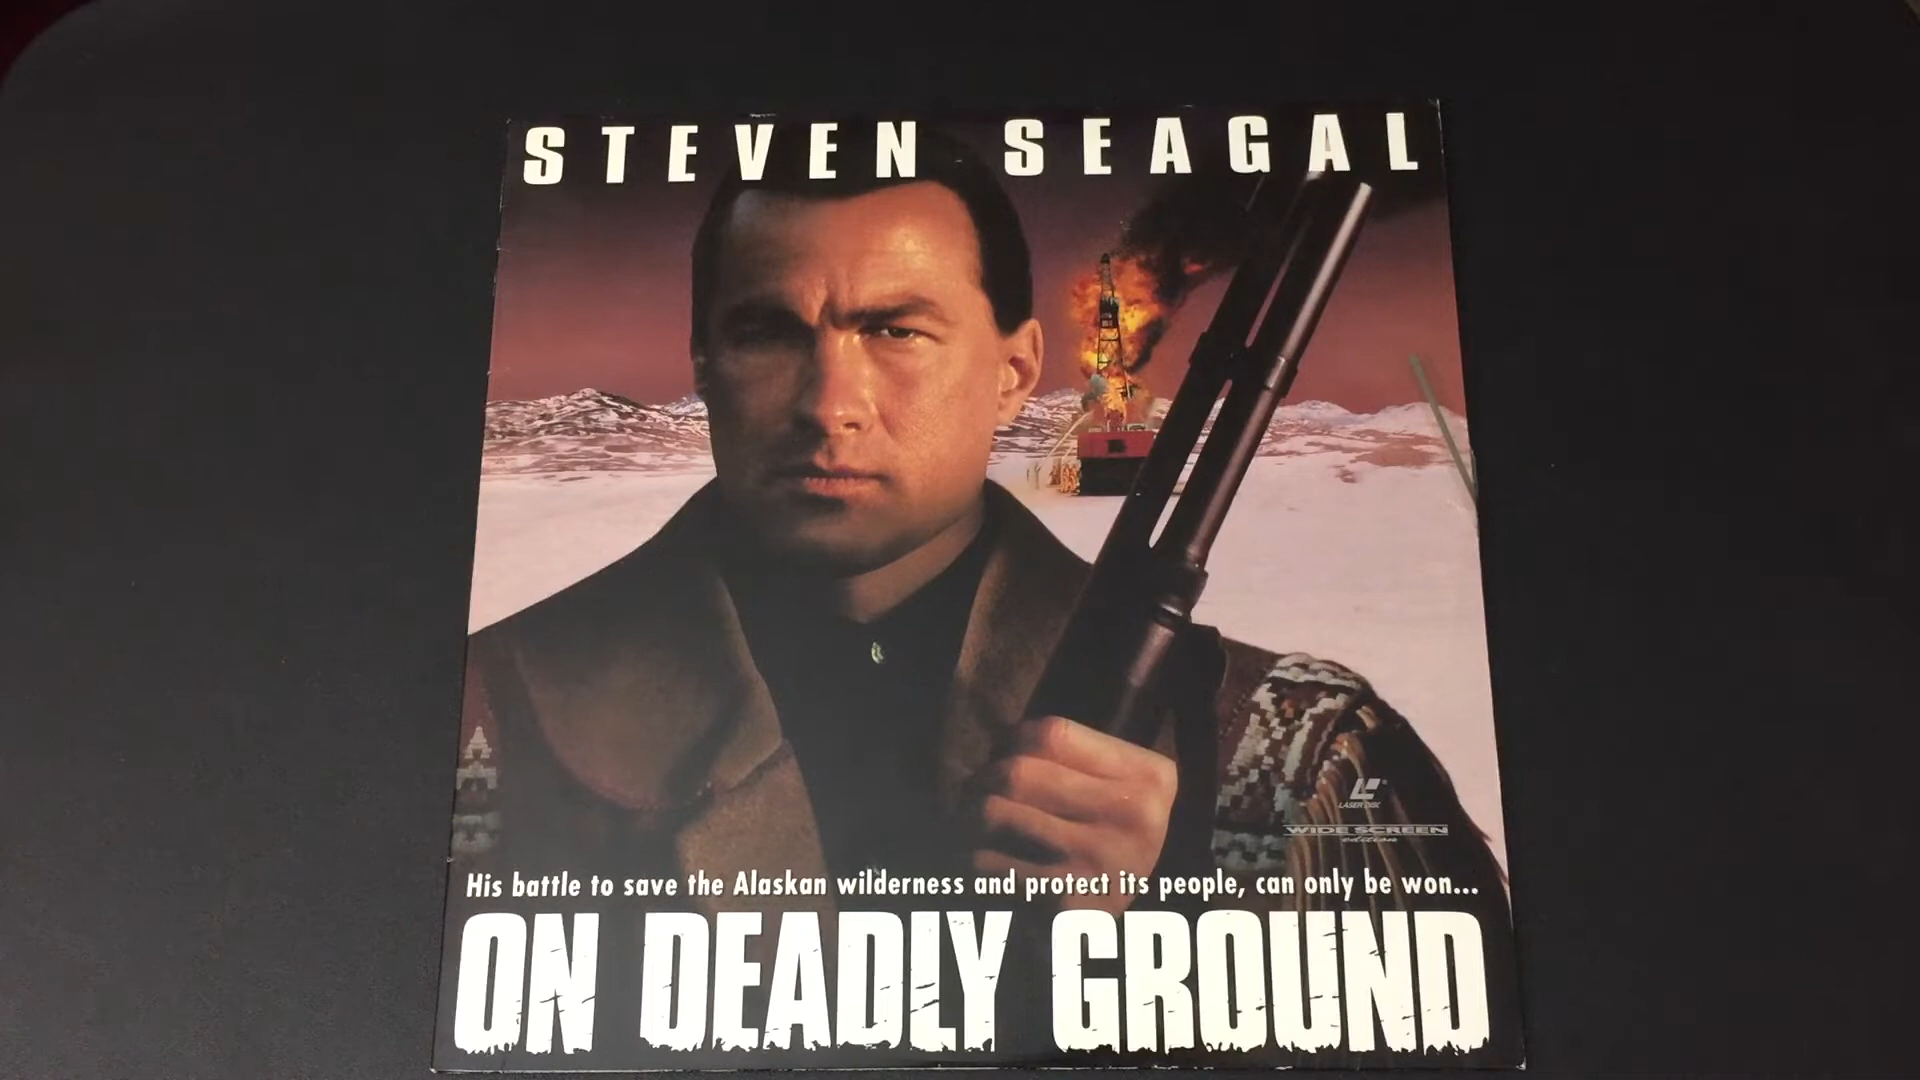 STEVEN SEAGAL
LASER DISC
WIDE SCREEN
edition
His battle to save the Alaskan wilderness and protect its people, can only be won...
ON DEADLY GROUND